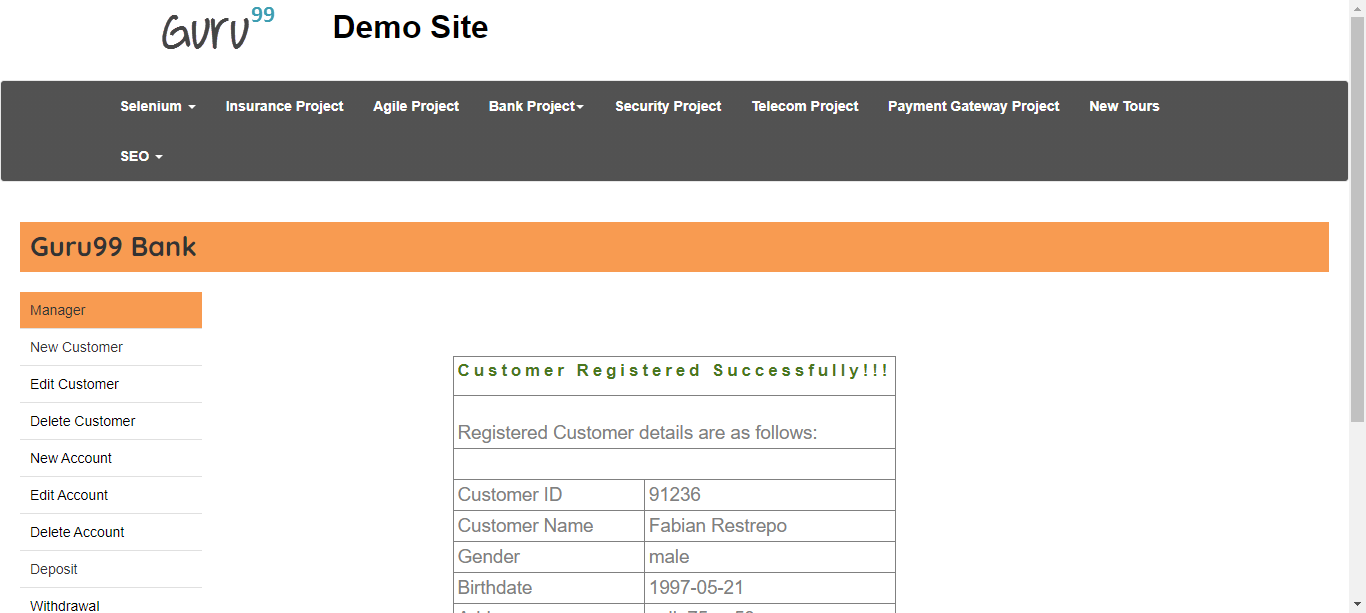 Guru99 Demo Site
Selenium Insurance Project Agile Project Bank Project Security Project Telecom Project Payment Gateway Project New Tours
SEO
Guru99 Bank
Manager
New Customer
Edit Customer
Delete Customer
New Account
Edit Account
Delete Account
Deposit
Withdrawal
Customer Registered Successfully!!!
Registered Customer details are as follows:
Customer ID 91236
Customer Name Fabian Restrepo
Gender male
Birthdate 1997-05-21